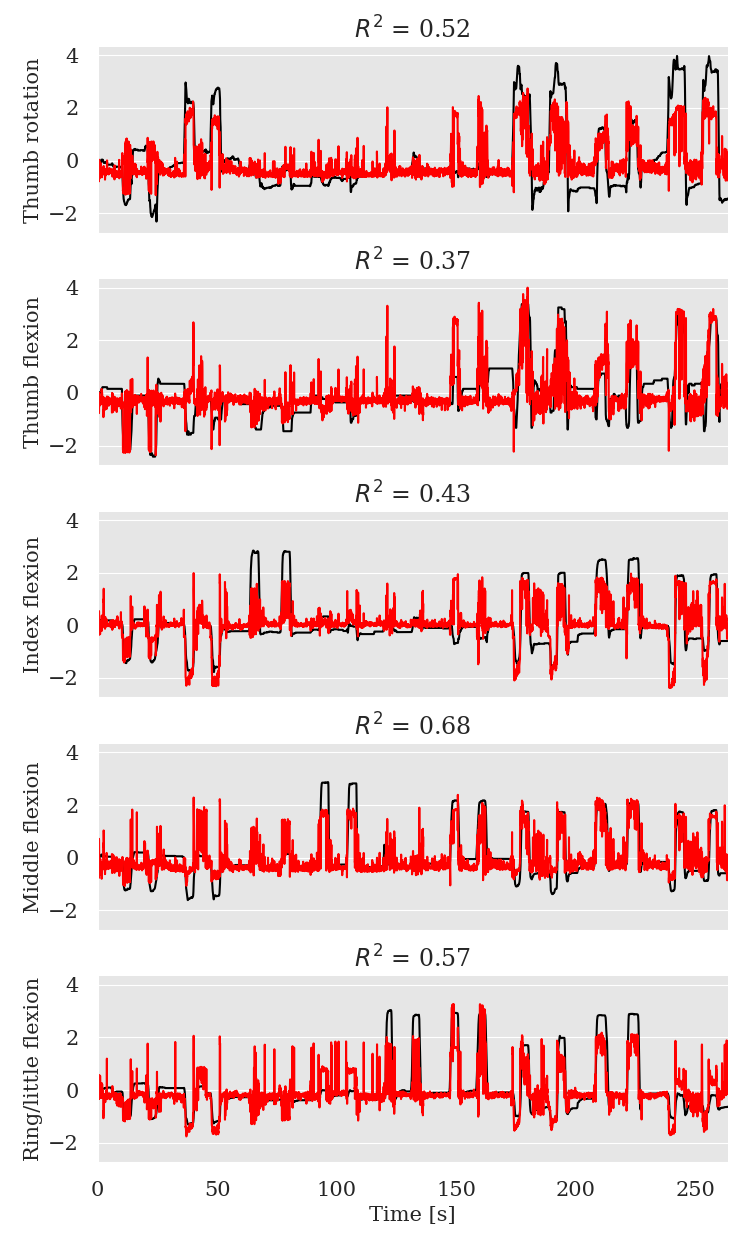 R² = 0.52
Thumb rotation
4
2
0
−2
R² = 0.37
Thumb flexion
4
2
0
−2
R² = 0.43
Index flexion
4
2
0
−2
R² = 0.68
Middle flexion
4
2
0
−2
R² = 0.57
Ring/little flexion
4
2
0
−2
0 50 100 150 200 250
Time [s]